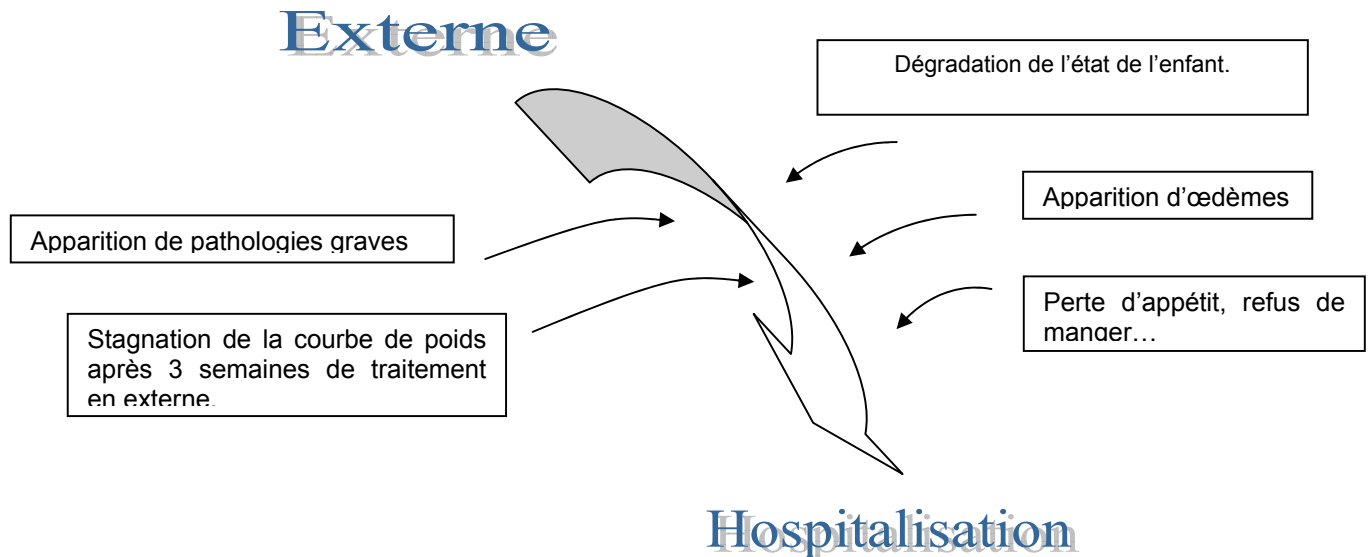 Externe
Dégradation de l’état de l’enfant.
Apparition d’œdèmes
Apparition de pathologies graves
Perte d’appétit, refus de
manger…
Stagnation de la courbe de poids
après 3 semaines de traitement
en externe.
Hospitalisation